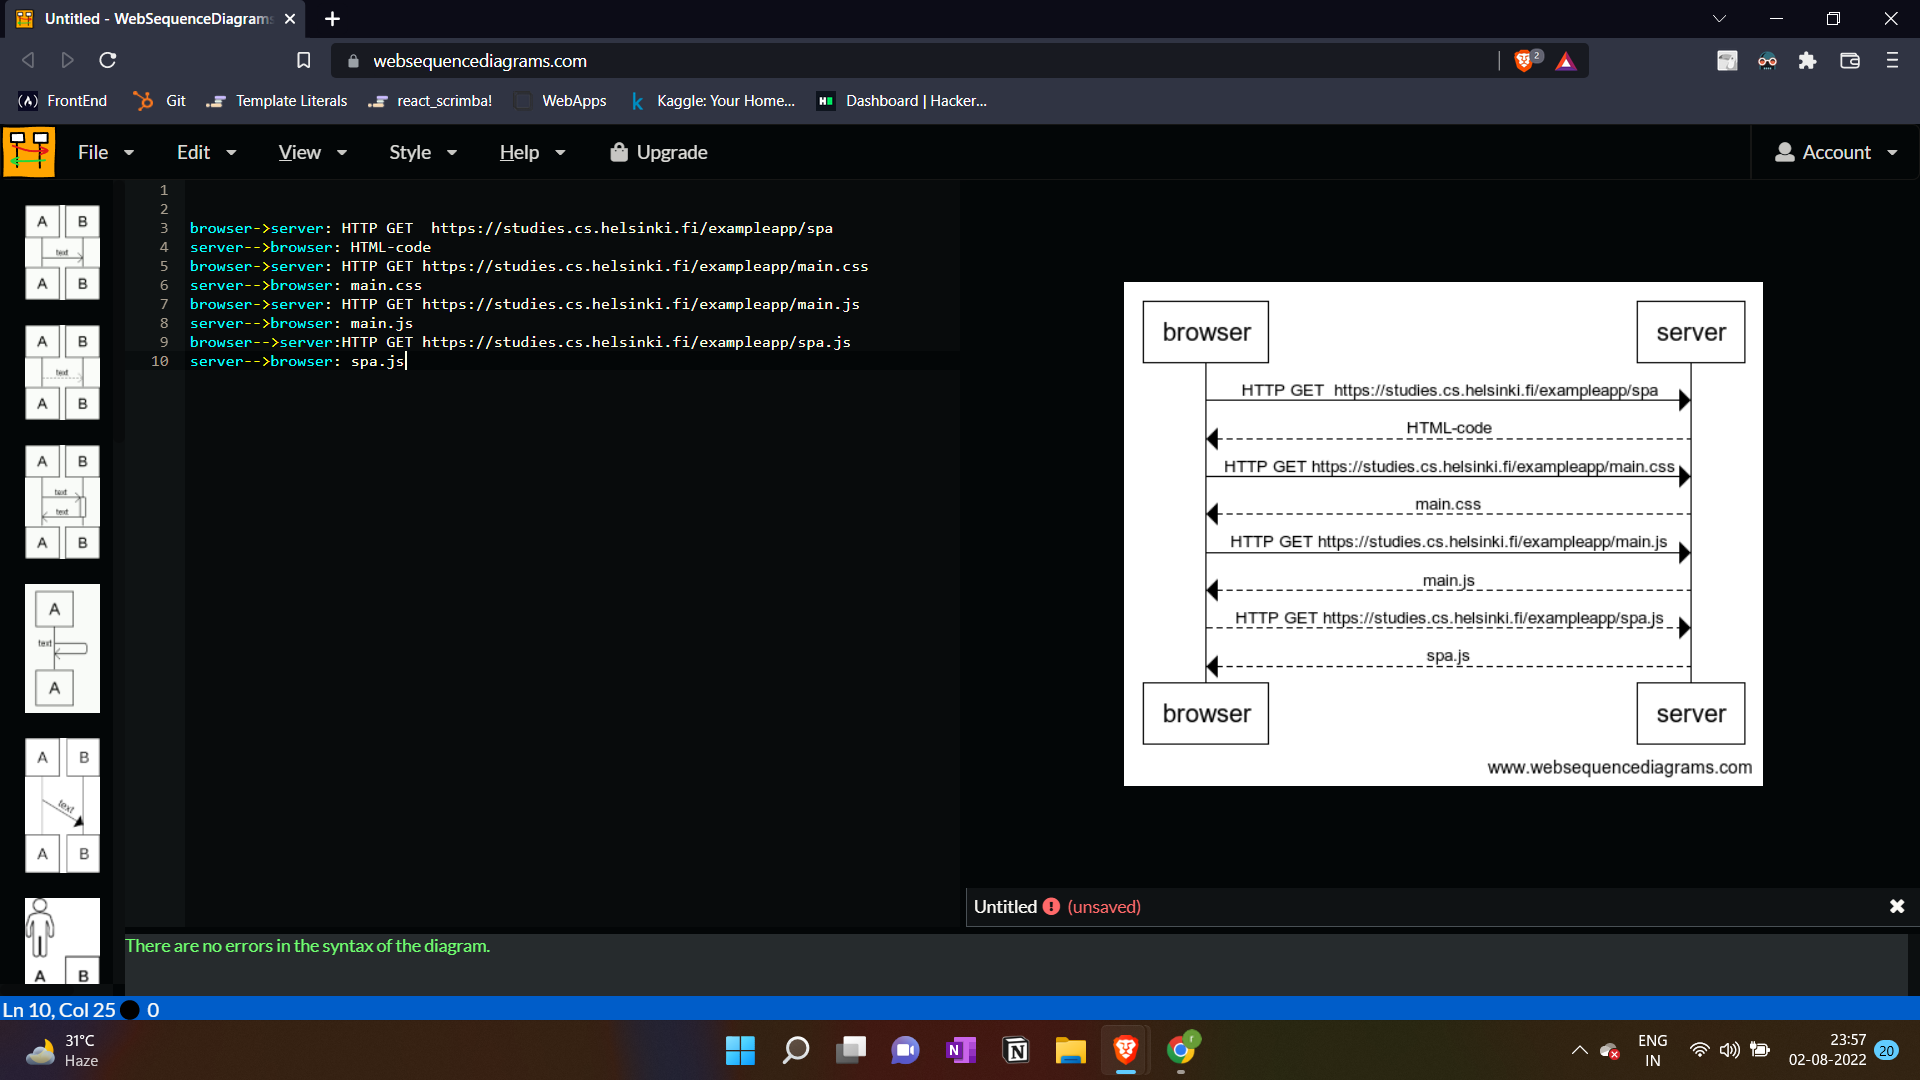 Untitled - WebSequenceDiagrams
websequencediagrams.com
2
FrontEnd
Git
Template Literals
react_scrimba!
WebApps
Kaggle: Your Home...
Dashboard | Hacker...
File
Edit
View
Style
Help
Upgrade
Account
A B
text
A B
A B
text
A B
A B
text
text
A B
A
text
A
A B
text
A B
A B
1
2
3 browser->server: HTTP GET  https://studies.cs.helsinki.fi/exampleapp/spa
4 server-->browser: HTML-code
5 browser->server: HTTP GET https://studies.cs.helsinki.fi/exampleapp/main.css
6 server-->browser: main.css
7 browser->server: HTTP GET https://studies.cs.helsinki.fi/exampleapp/main.js
8 server-->browser: main.js
9 browser-->server:HTTP GET https://studies.cs.helsinki.fi/exampleapp/spa.js
10 server-->browser: spa.js
browser server
HTTP GET  https://studies.cs.helsinki.fi/exampleapp/spa
HTML-code
HTTP GET https://studies.cs.helsinki.fi/exampleapp/main.css
main.css
HTTP GET https://studies.cs.helsinki.fi/exampleapp/main.js
main.js
HTTP GET https://studies.cs.helsinki.fi/exampleapp/spa.js
spa.js
browser server
www.websequencediagrams.com
Untitled (unsaved)
There are no errors in the syntax of the diagram.
Ln 10, Col 25 0
31°C
Haze
ENG
IN
23:57
02-08-2022
20